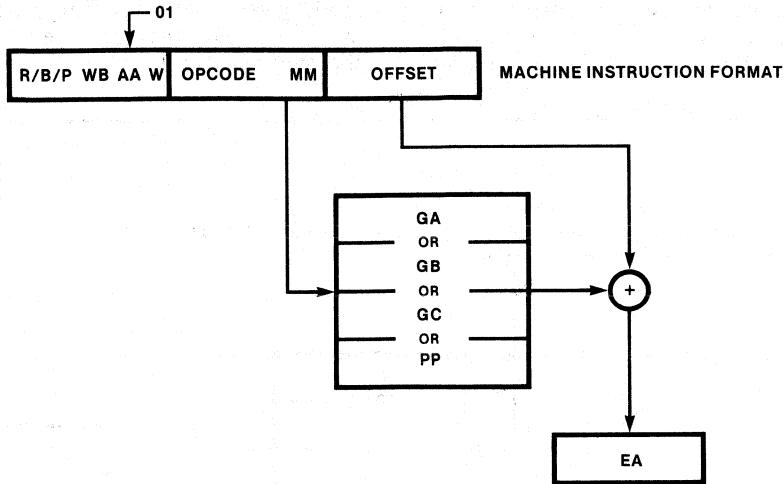 01
R/B/P WB AA W OPCODE MM OFFSET MACHINE INSTRUCTION FORMAT
GA
OR
GB
OR
GC
OR
PP
+
EA